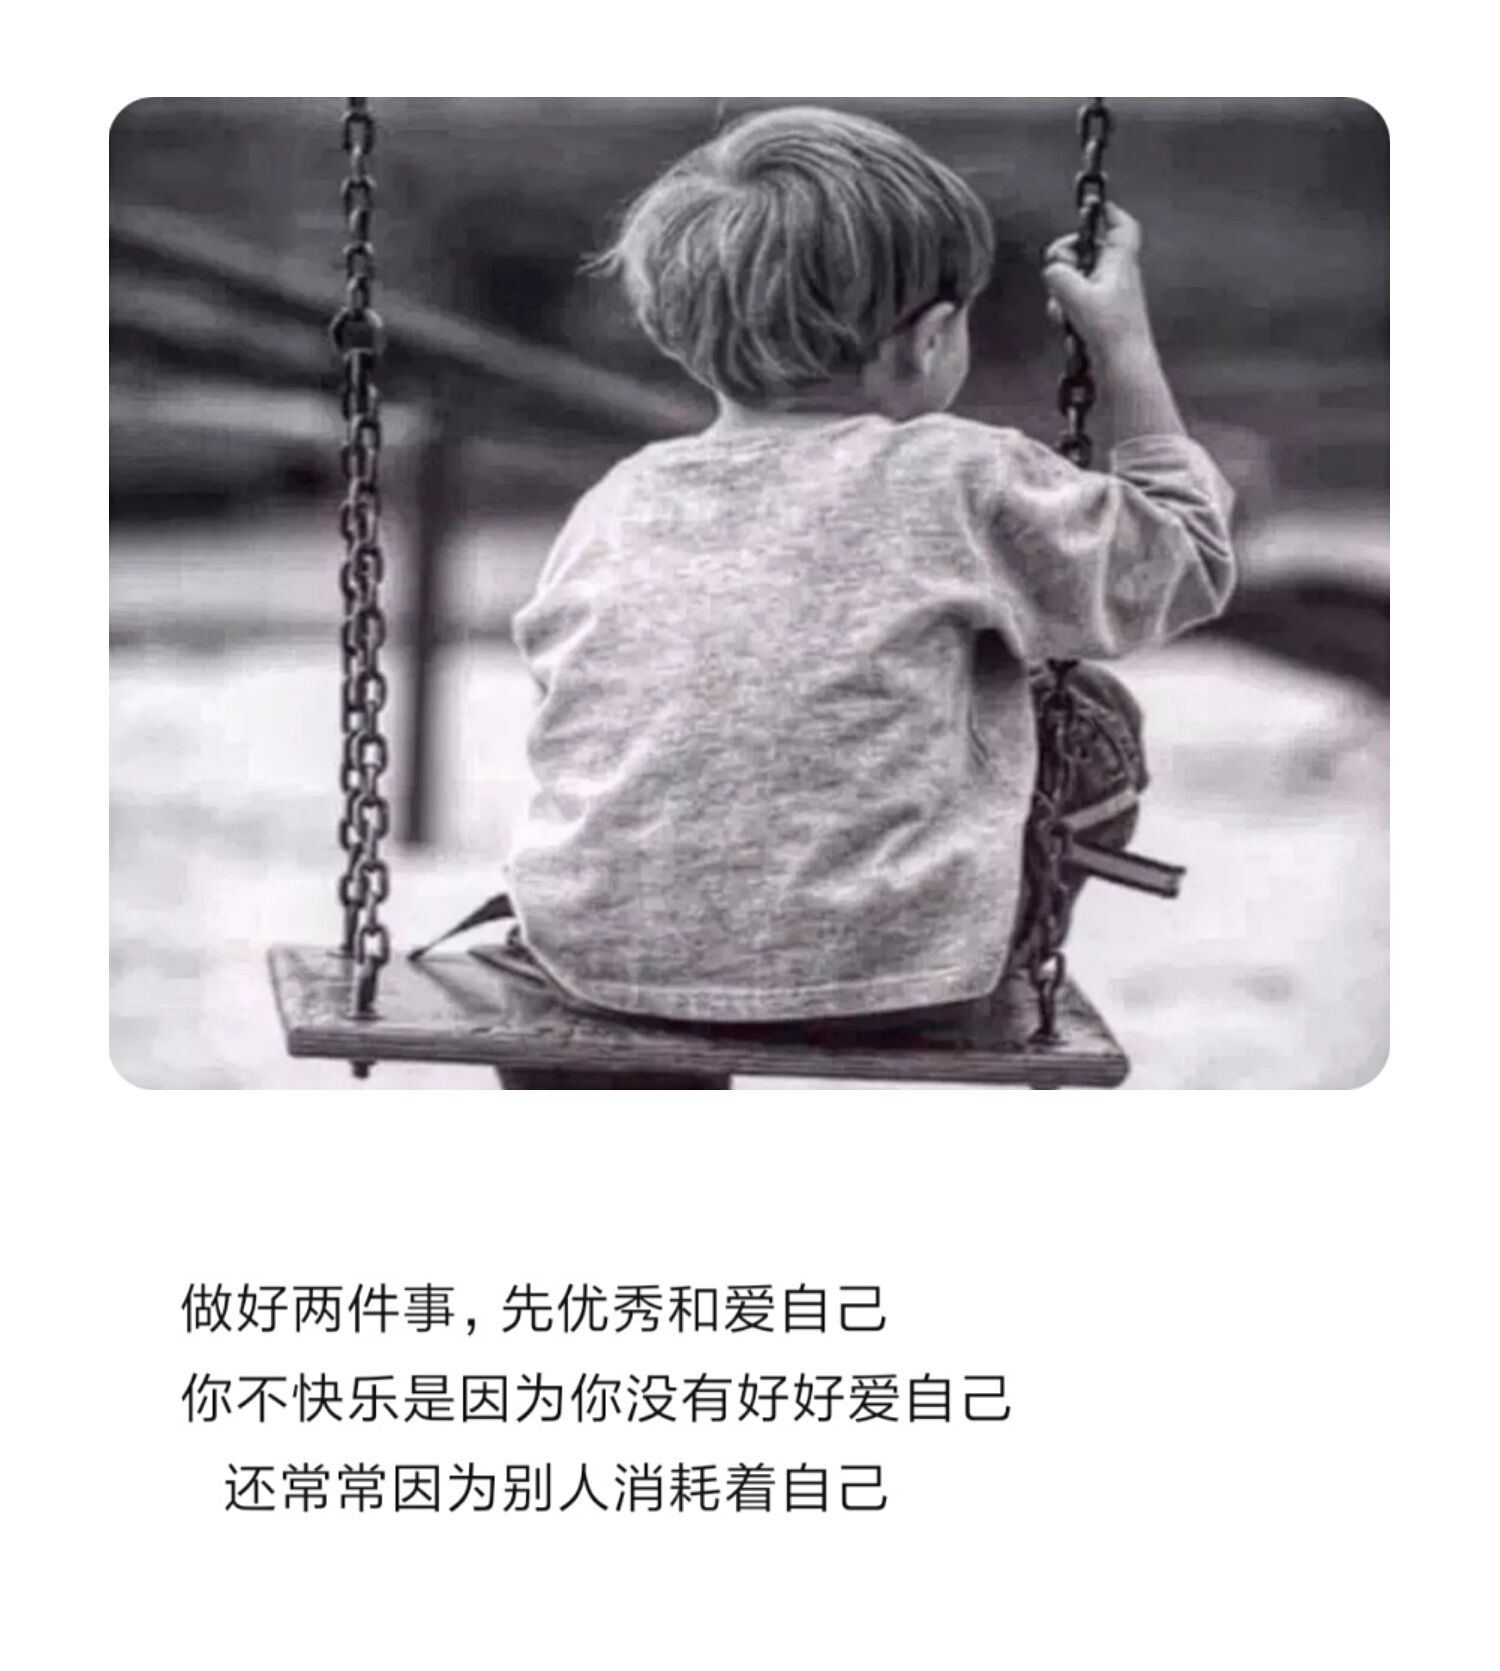 做好两件事，先优秀和爱自己
你不快乐是因为你没有好好爱自己
还常常因为别人消耗着自己